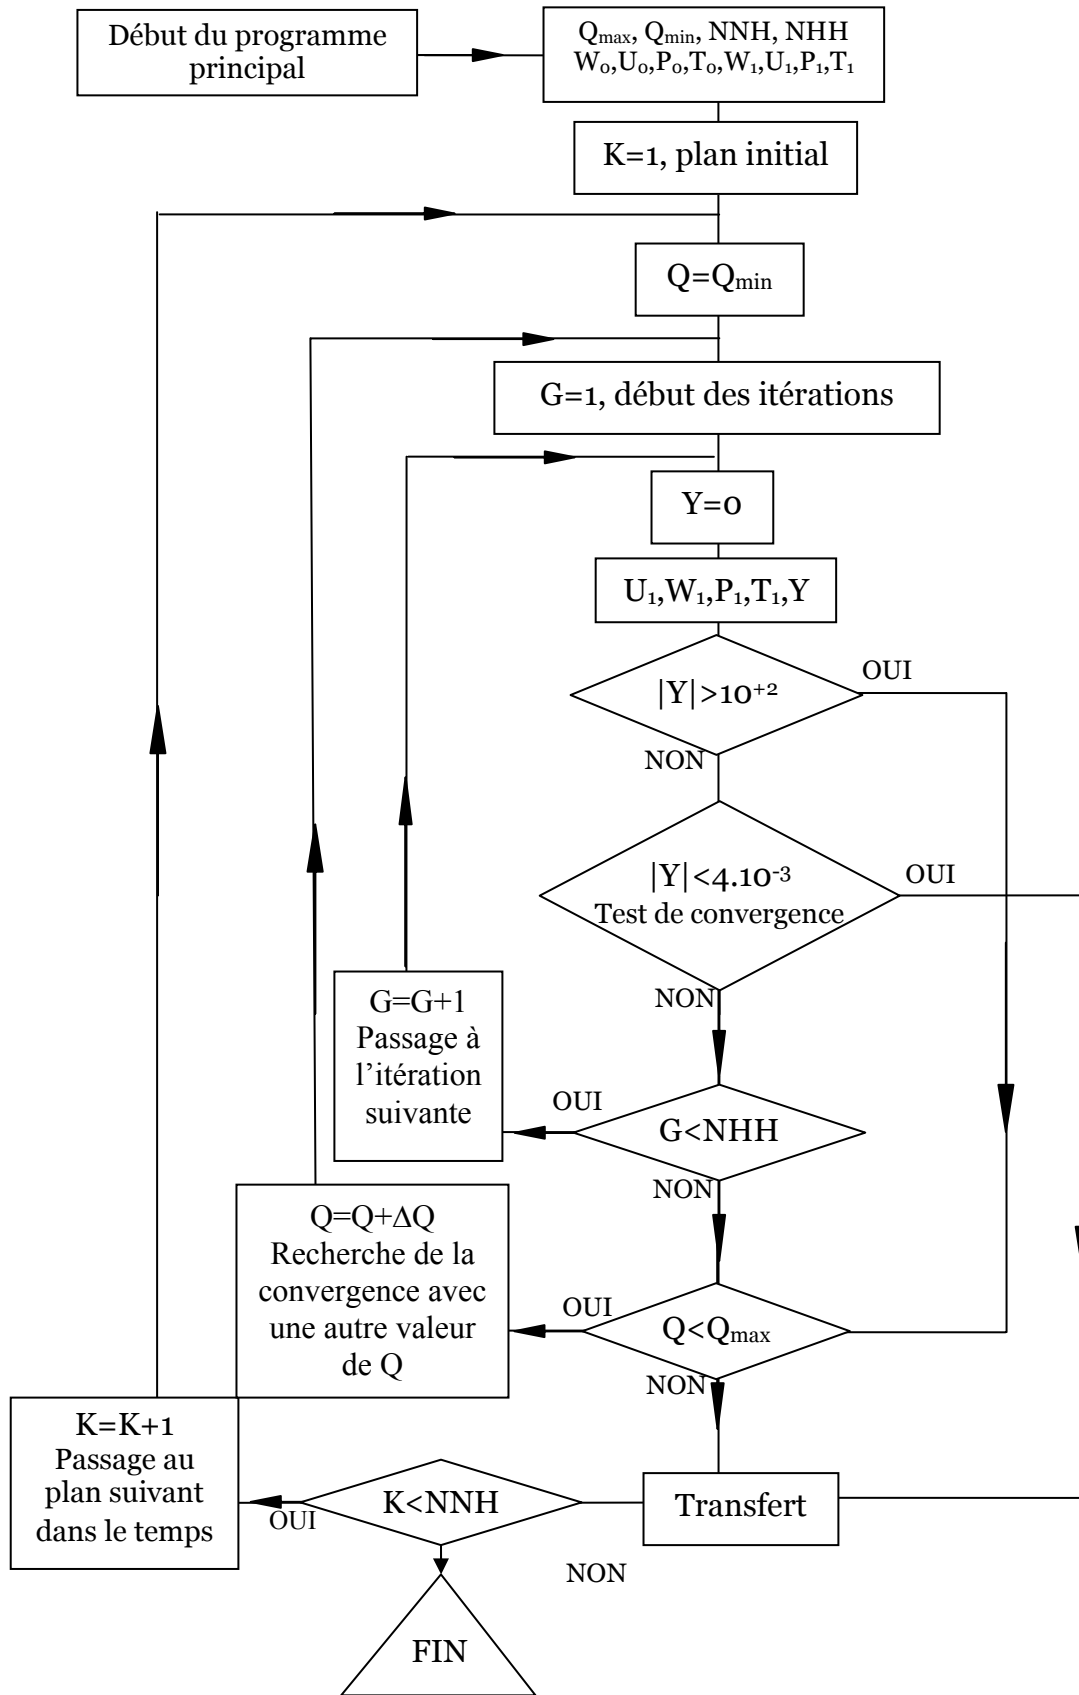 Début du programme
principal
Qmax, Qmin, NNH, NHH
W₀,U₀,P₀,T₀,W₁,U₁,P₁,T₁
K=1, plan initial
Q=Qmin
G=1, début des itérations
Y=0
U₁,W₁,P₁,T₁,Y
|Y|>10⁺²
OUI
NON
|Y|<4.10⁻³
Test de convergence
OUI
NON
G=G+1
Passage à
l’itération
suivante
OUI
G<NHH
NON
Q=Q+ΔQ
Recherche de la
convergence avec
une autre valeur
de Q
OUI
Q<Qmax
NON
K=K+1
Passage au
plan suivant
dans le temps
OUI
K<NNH
Transfert
NON
FIN